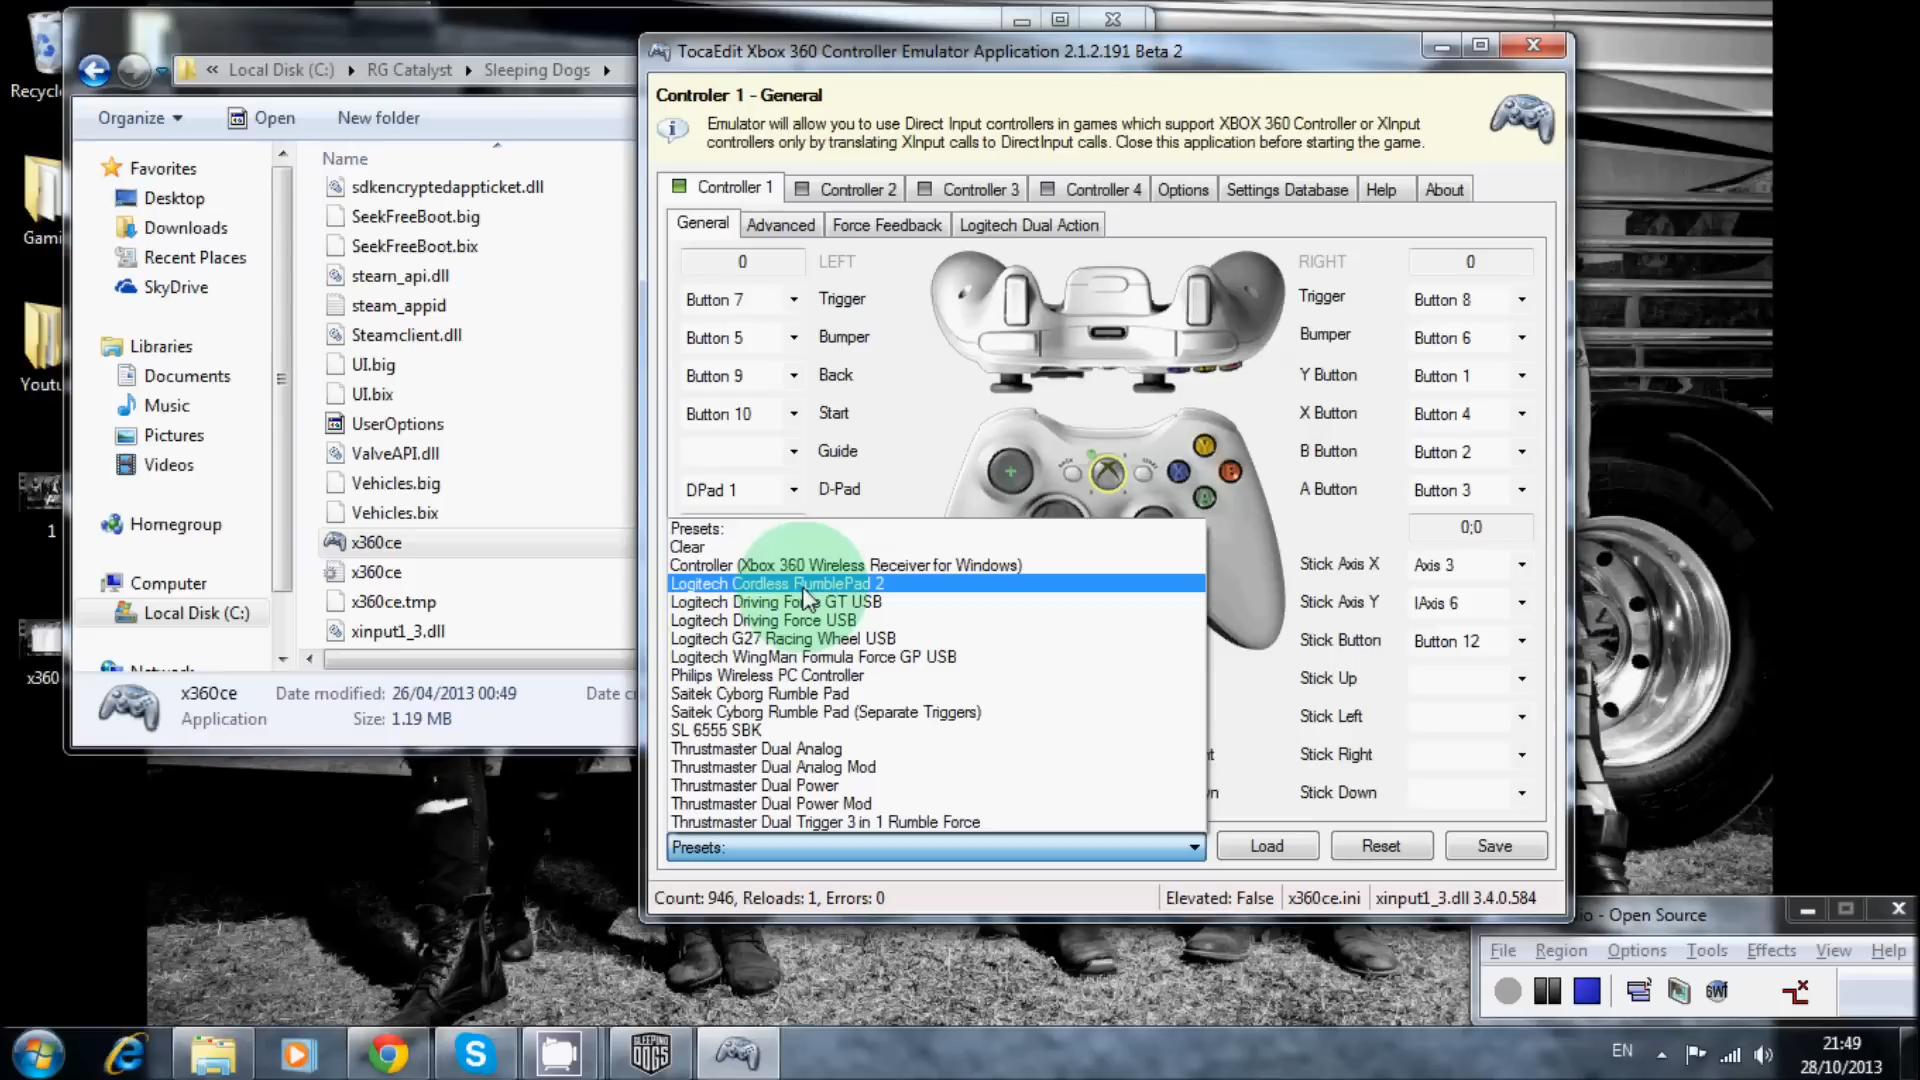 Recycl
Gami
Youtu
1
x360
Local Disk (C:)
RG Catalyst
Sleeping Dogs
Organize
Open
New folder
Favorites
Desktop
Downloads
Recent Places
SkyDrive
Libraries
Documents
Music
Pictures
Videos
Homegroup
Computer
Local Disk (C:)
Name
sdkencryptedappticket.dll
SeekFreeBoot.big
SeekFreeBoot.bix
steam_api.dll
steam_appid
Steamclient.dll
UI.big
UI.bix
UserOptions
ValveAPI.dll
Vehicles.big
Vehicles.bix
x360ce
x360ce
x360ce.tmp
xinput1_3.dll
x360ce Date modified: 26/04/2013 00:49 Date c
Application Size: 1.19 MB
TocaEdit Xbox 360 Controller Emulator Application 2.1.2.191 Beta 2
Controler 1 - General
Emulator will allow you to use Direct Input controllers in games which support XBOX 360 Controller or XInput
controllers only by translating XInput calls to DirectInput calls. Close this application before starting the game.
Controller 1 Controller 2 Controller 3 Controller 4 Options Settings Database Help About
General Advanced Force Feedback Logitech Dual Action
0 LEFT RIGHT 0
Button 7 Trigger Trigger Button 8
Button 5 Bumper Bumper Button 6
Button 9 Back Y Button Button 1
Button 10 Start X Button Button 4
Guide B Button Button 2
DPad 1 D-Pad A Button Button 3
0;0
Stick Axis X Axis 3
Stick Axis Y IAxis 6
Stick Button Button 12
Stick Up
Stick Left
Stick Right
Stick Down
Presets:
Clear
Controller (Xbox 360 Wireless Receiver for Windows)
Logitech Cordless RumblePad 2
Logitech Driving Force GT USB
Logitech Driving Force USB
Logitech G27 Racing Wheel USB
Logitech WingMan Formula Force GP USB
Philips Wireless PC Controller
Saitek Cyborg Rumble Pad
Saitek Cyborg Rumble Pad (Separate Triggers)
SL 6555 SBK
Thrustmaster Dual Analog
Thrustmaster Dual Analog Mod
Thrustmaster Dual Power
Thrustmaster Dual Power Mod
Thrustmaster Dual Trigger 3 in 1 Rumble Force
Presets: Load Reset Save
Count: 946, Reloads: 1, Errors: 0 Elevated: False x360ce.ini xinput1_3.dll 3.4.0.584
io - Open Source
File Region Options Tools Effects View Help
SLEEPING DOGS
EN
21:49
28/10/2013